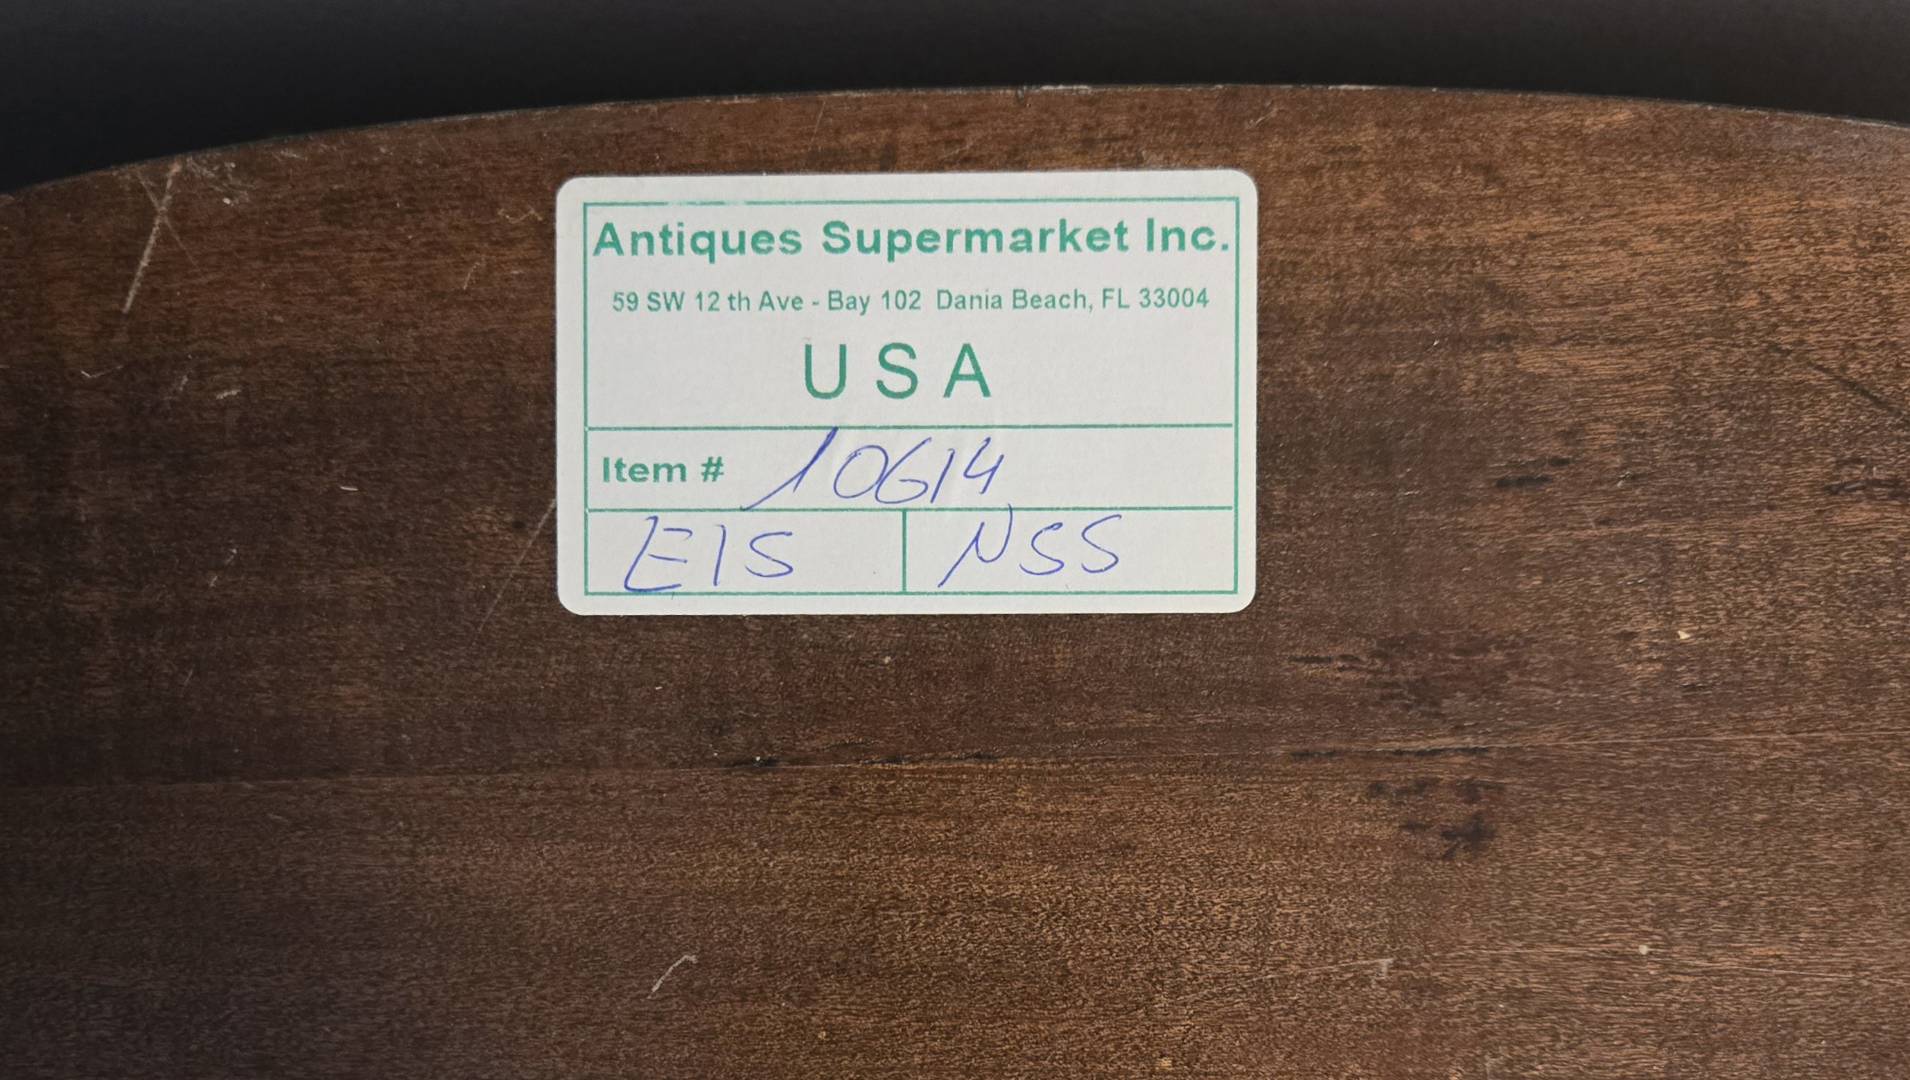 Antiques Supermarket Inc.
59 SW 12 th Ave - Bay 102 Dania Beach, FL 33004
USA
Item # 10614
EIS NSS